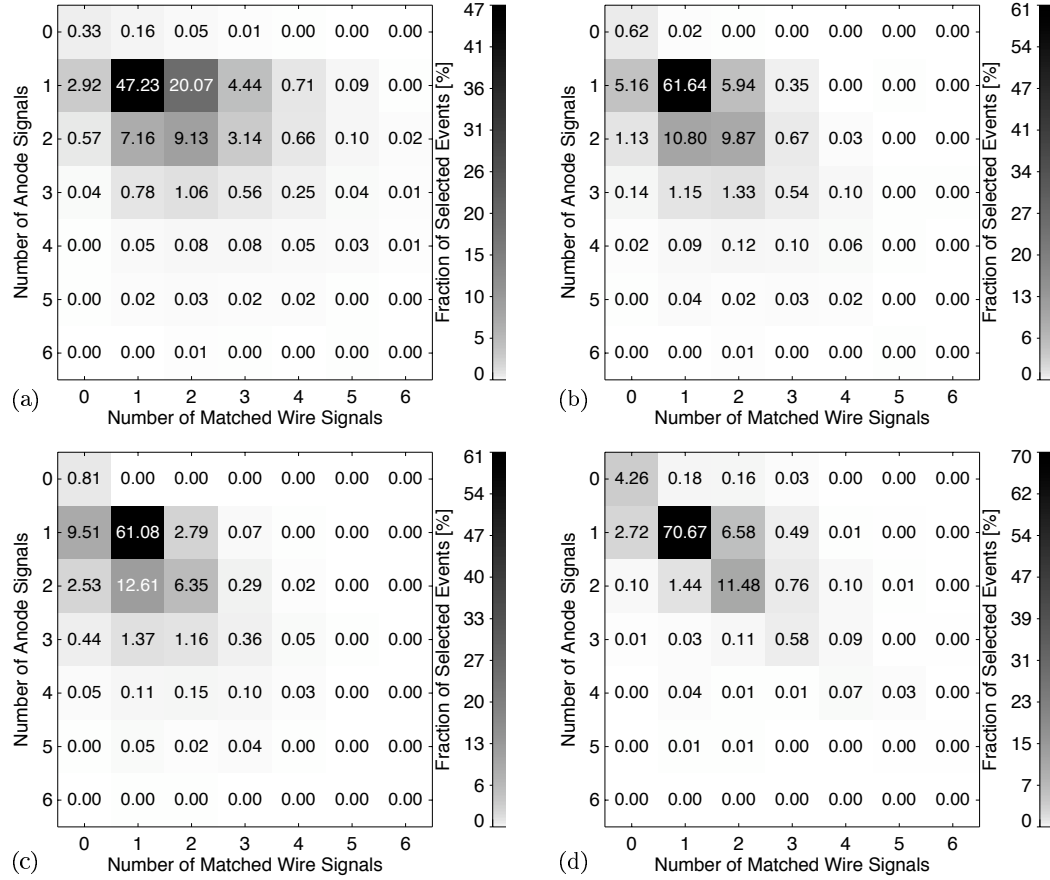 0 0.33 0.16 0.05 0.01 0.00 0.00 0.00
1 2.92 47.23 20.07 4.44 0.71 0.09 0.00
2 0.57 7.16 9.13 3.14 0.66 0.10 0.02
3 0.04 0.78 1.06 0.56 0.25 0.04 0.01
4 0.00 0.05 0.08 0.08 0.05 0.03 0.01
5 0.00 0.02 0.03 0.02 0.02 0.00 0.00
6 0.00 0.00 0.01 0.00 0.00 0.00 0.00
0 1 2 3 4 5 6
Number of Matched Wire Signals
Number of Anode Signals
47
41
36
31
26
20
15
10
5
0
Fraction of Selected Events [%]
(a)
0 0.62 0.02 0.00 0.00 0.00 0.00 0.00
1 5.16 61.64 5.94 0.35 0.00 0.00 0.00
2 1.13 10.80 9.87 0.67 0.03 0.00 0.00
3 0.14 1.15 1.33 0.54 0.10 0.00 0.00
4 0.02 0.09 0.12 0.10 0.06 0.00 0.00
5 0.00 0.04 0.02 0.03 0.02 0.00 0.00
6 0.00 0.00 0.01 0.00 0.00 0.00 0.00
0 1 2 3 4 5 6
Number of Matched Wire Signals
Number of Anode Signals
61
54
47
41
34
27
20
13
6
0
Fraction of Selected Events [%]
(b)
0 0.81 0.00 0.00 0.00 0.00 0.00 0.00
1 9.51 61.08 2.79 0.07 0.00 0.00 0.00
2 2.53 12.61 6.35 0.29 0.02 0.00 0.00
3 0.44 1.37 1.16 0.36 0.05 0.00 0.00
4 0.05 0.11 0.15 0.10 0.03 0.00 0.00
5 0.00 0.05 0.02 0.04 0.00 0.00 0.00
6 0.00 0.00 0.00 0.00 0.00 0.00 0.00
0 1 2 3 4 5 6
Number of Matched Wire Signals
Number of Anode Signals
61
54
47
40
33
27
20
13
6
0
Fraction of Selected Events [%]
(c)
0 4.26 0.18 0.16 0.03 0.00 0.00 0.00
1 2.72 70.67 6.58 0.49 0.01 0.00 0.00
2 0.10 1.44 11.48 0.76 0.10 0.01 0.00
3 0.01 0.03 0.11 0.58 0.09 0.00 0.00
4 0.00 0.04 0.01 0.01 0.07 0.03 0.00
5 0.00 0.01 0.01 0.00 0.00 0.00 0.00
6 0.00 0.00 0.00 0.00 0.00 0.00 0.00
0 1 2 3 4 5 6
Number of Matched Wire Signals
Number of Anode Signals
70
62
54
47
39
31
23
15
7
0
Fraction of Selected Events [%]
(d)